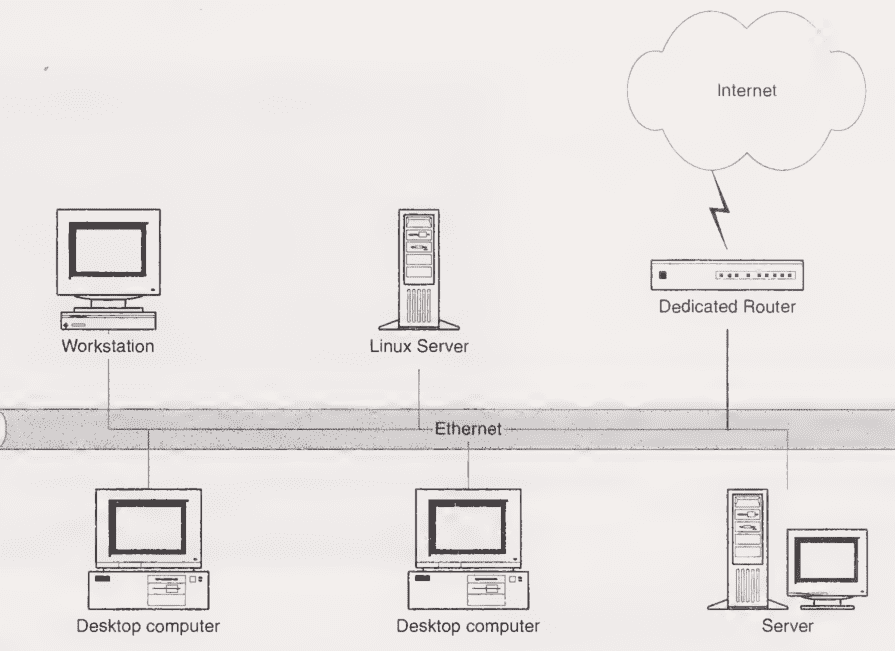 Internet
Dedicated Router
Workstation
Linux Server
Ethernet
Desktop computer
Desktop computer
Server